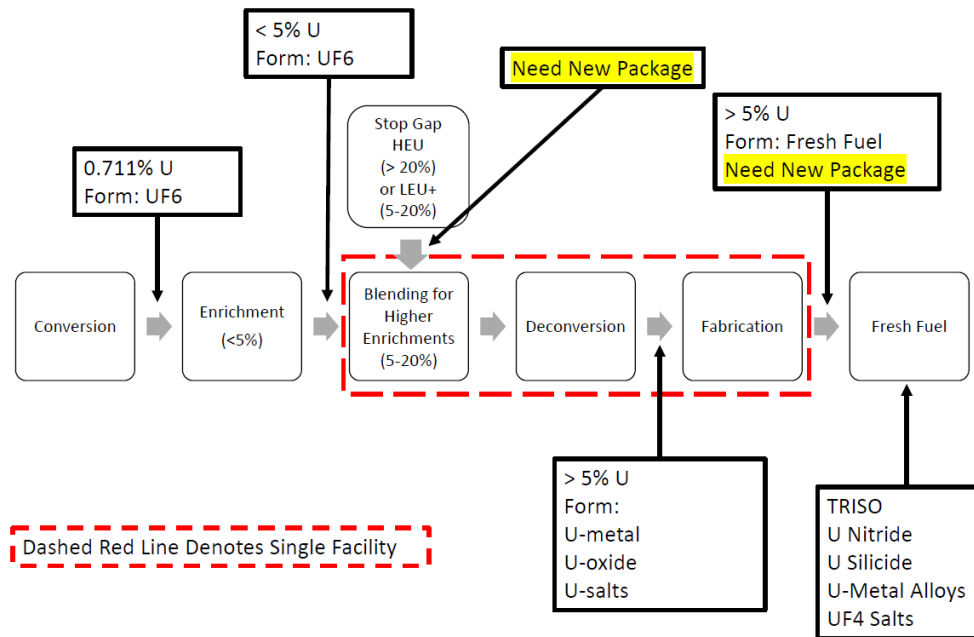 < 5% U
Form: UF6
Need New Package
Stop Gap
HEU
(> 20%)
or LEU+
(5-20%)
> 5% U
Form: Fresh Fuel
Need New Package
0.711% U
Form: UF6
Conversion
Enrichment
(<5%)
Blending for
Higher
Enrichments
(5-20%)
Deconversion
Fabrication
Fresh Fuel
> 5% U
Form:
U-metal
U-oxide
U-salts
TRISO
U Nitride
U Silicide
U-Metal Alloys
UF4 Salts
Dashed Red Line Denotes Single Facility